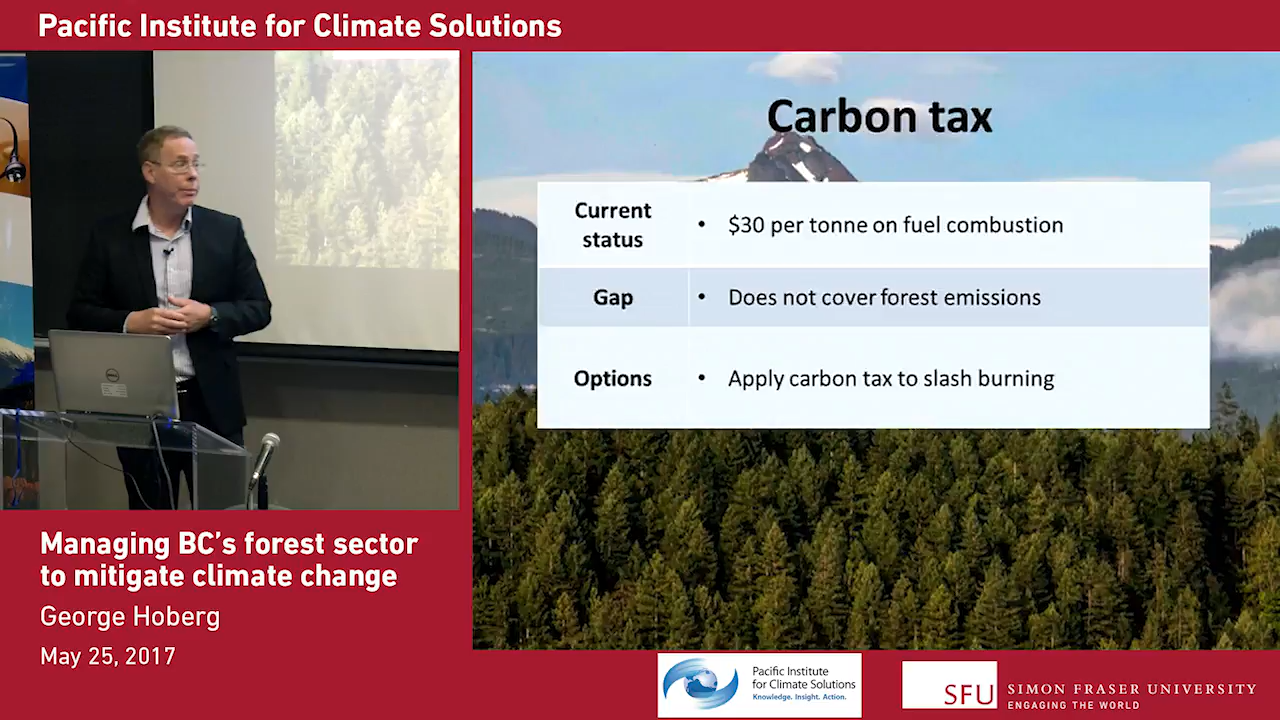 Pacific Institute for Climate Solutions
Carbon tax
Current
status
• $30 per tonne on fuel combustion
Gap
• Does not cover forest emissions
Options
• Apply carbon tax to slash burning
DELL
Managing BC's forest sector
to mitigate climate change
George Hoberg
May 25, 2017
Pacific Institute
for Climate Solutions
Knowledge. Insight. Action.
SFU
SIMON FRASER UNIVERSITY
ENGAGING THE WORLD